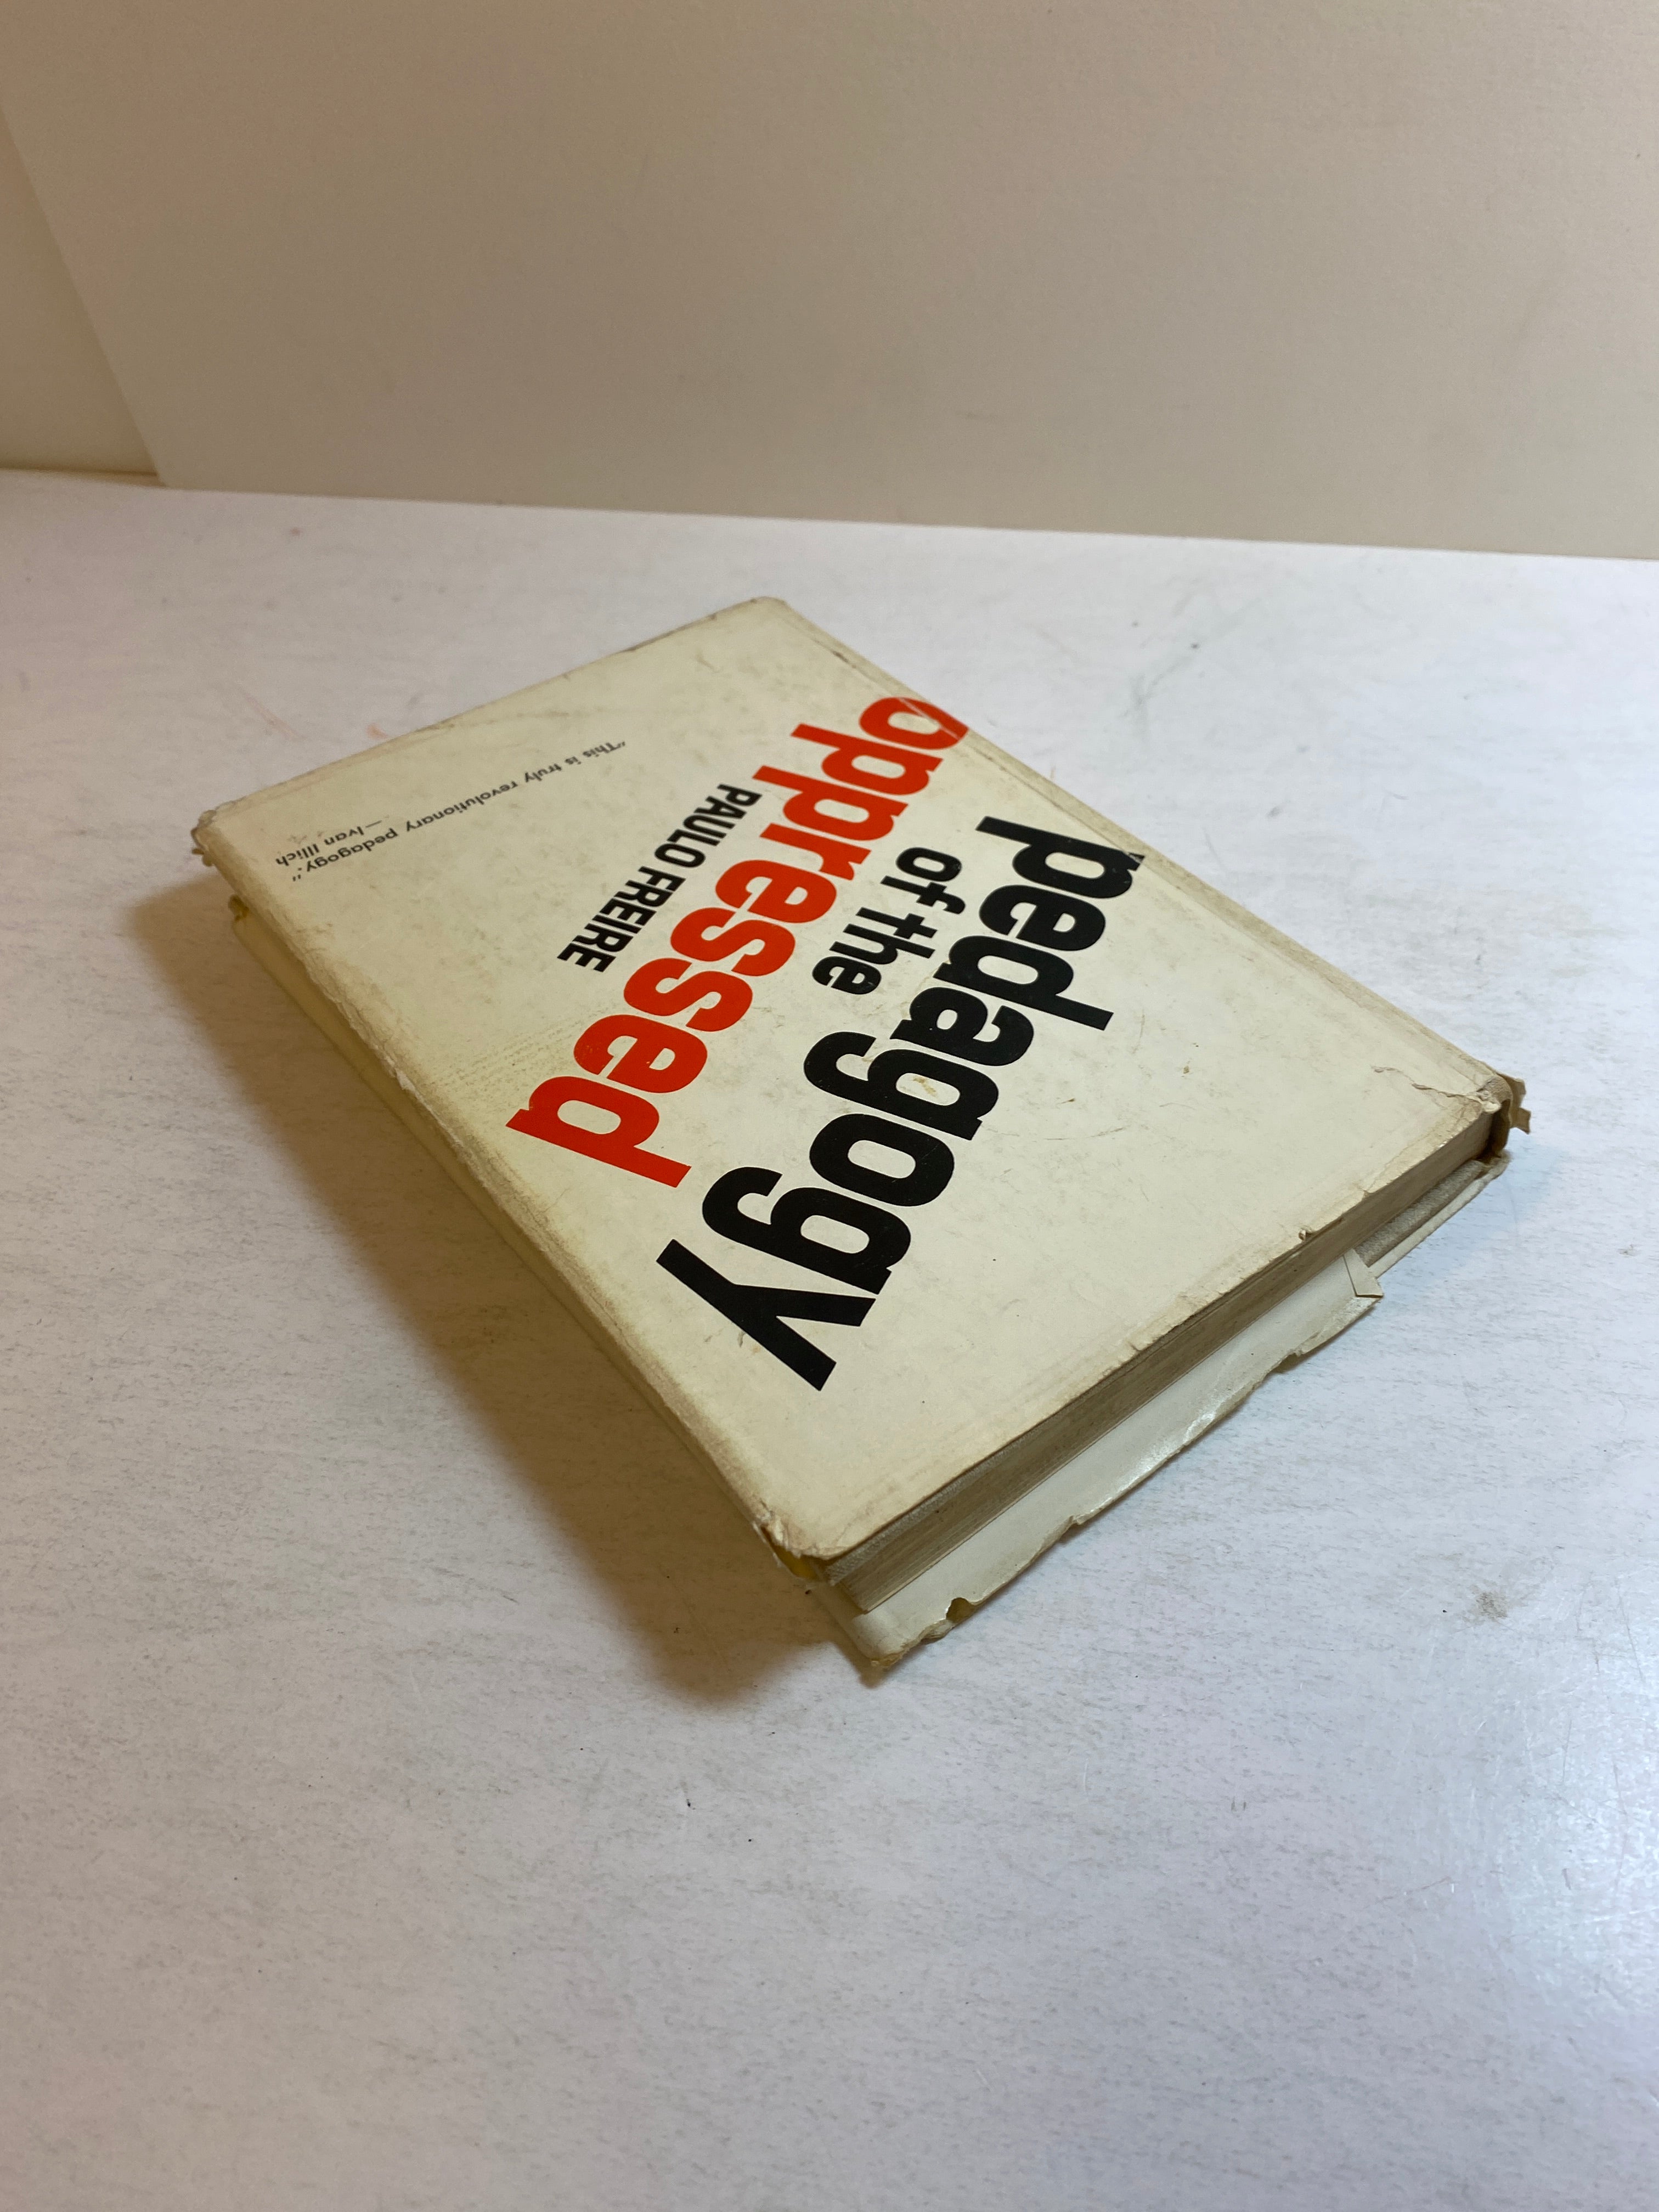 pedagogy
of the
oppressed
PAULO FREIRE
"This is truly revolutionary pedagogy."
—Ivan Illich